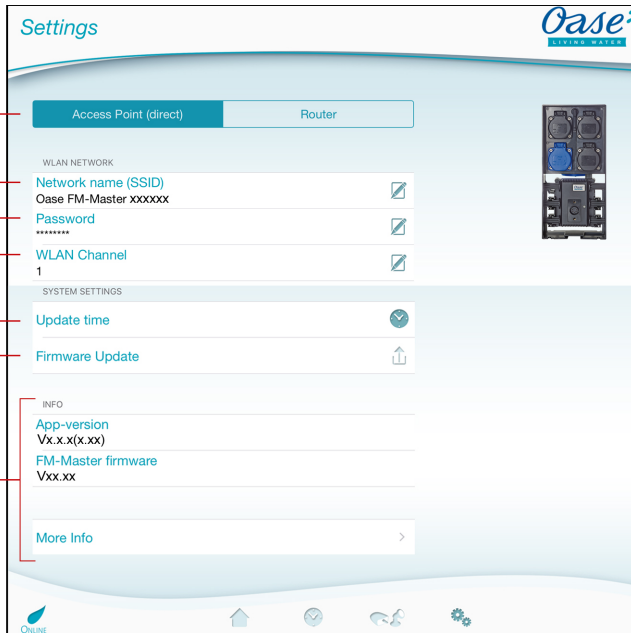 Settings
Oase
LIVING WATER
Access Point (direct)
Router
WLAN NETWORK
Network name (SSID)
Oase FM-Master xxxxxx
Password
********
WLAN Channel
1
SYSTEM SETTINGS
Update time
Firmware Update
INFO
App-version
Vx.x.x(x.xx)
FM-Master firmware
Vxx.xx
More Info
ONLINE